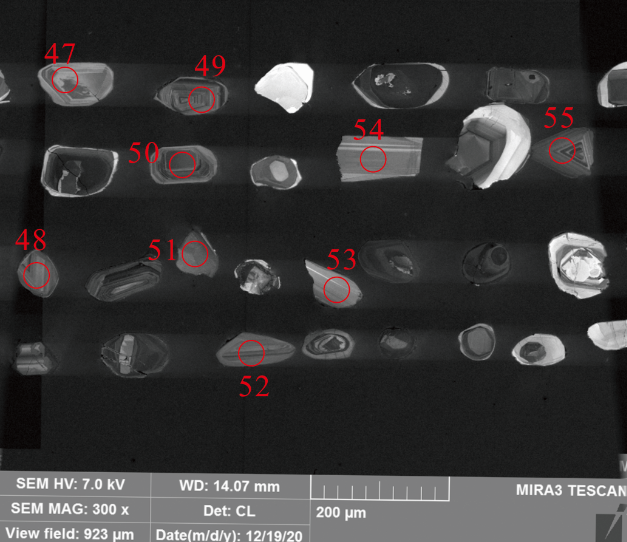 47
49
54
55
50
48
51
53
52
SEM HV: 7.0 kV
WD: 14.07 mm
MIRA3 TESCAN
SEM MAG: 300 x
Det: CL
200 µm
View field: 923 µm
Date(m/d/y): 12/19/20